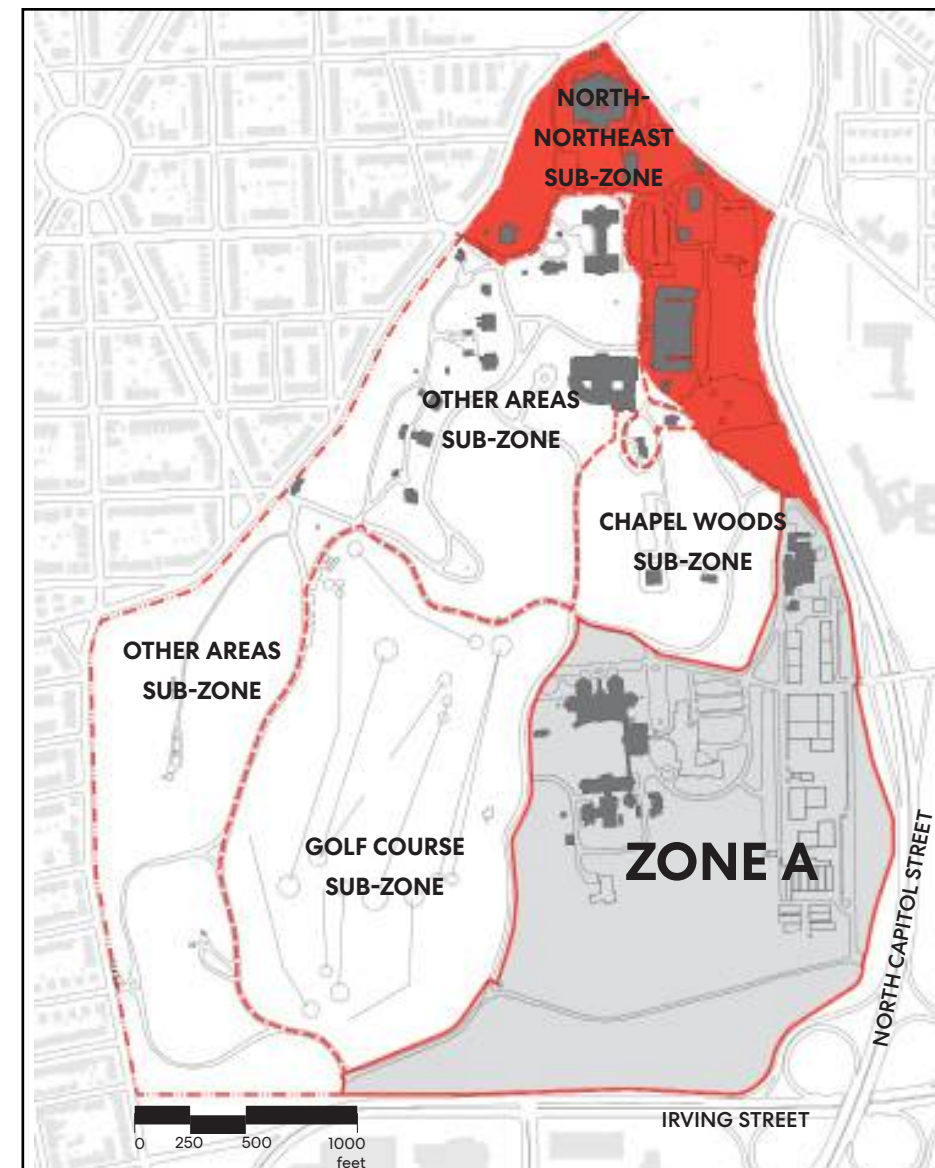 NORTH-
NORTHEAST
SUB-ZONE
OTHER AREAS
SUB-ZONE
CHAPEL WOODS
SUB-ZONE
OTHER AREAS
SUB-ZONE
GOLF COURSE
SUB-ZONE
ZONE A
NORTH CAPITOL STREET
IRVING STREET
0 250 500 1000
feet